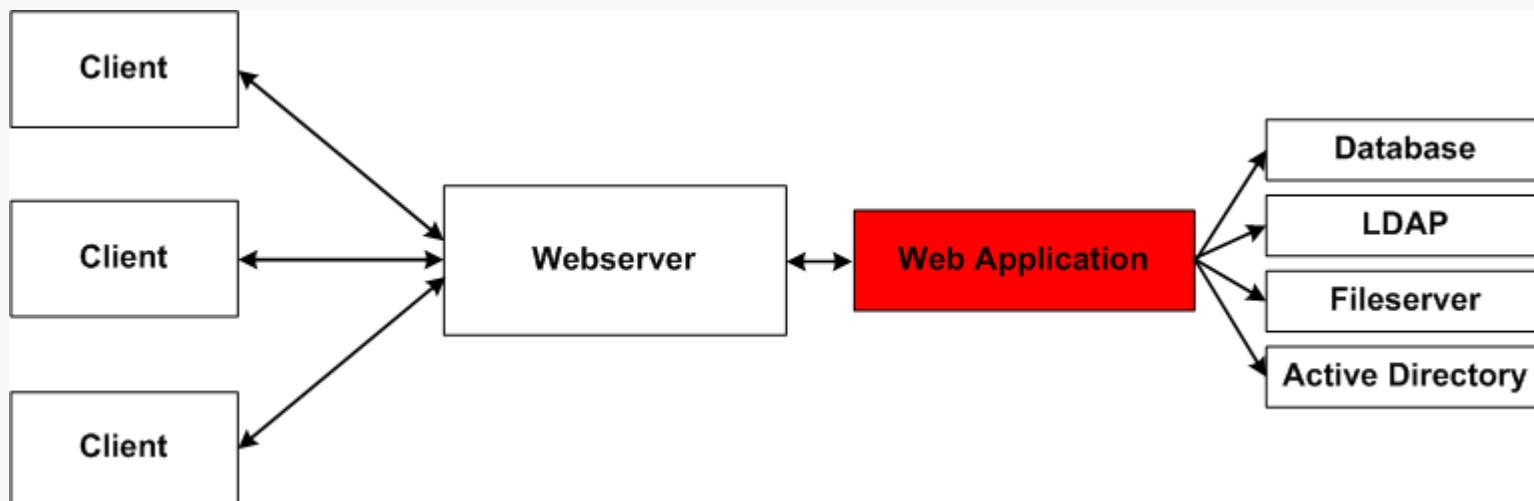 Client
Client
Client
Webserver
Web Application
Database
LDAP
Fileserver
Active Directory